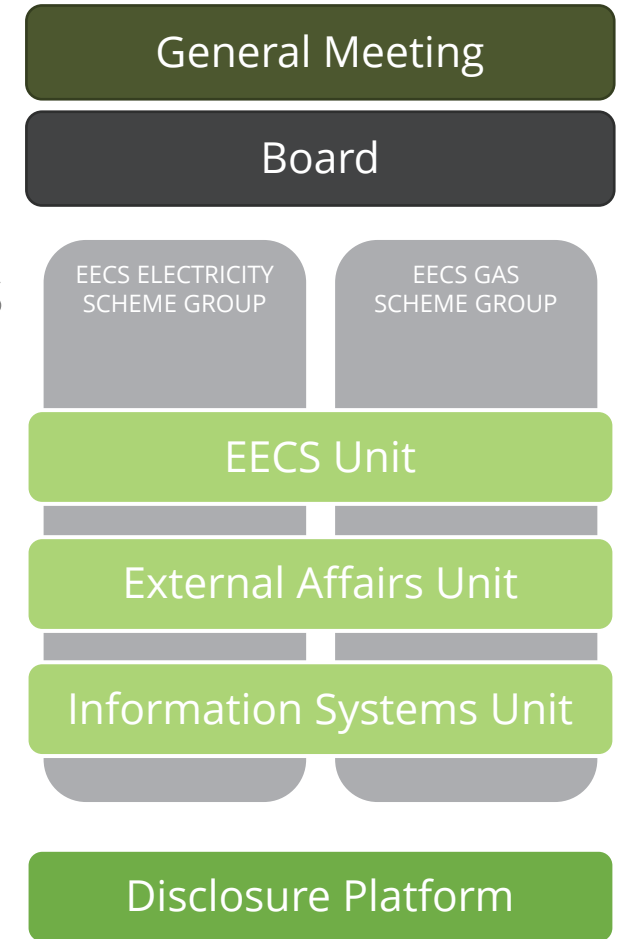 General Meeting
Board
EECS ELECTRICITY
SCHEME GROUP
EECS GAS
SCHEME GROUP
EECS Unit
External Affairs Unit
Information Systems Unit
Disclosure Platform